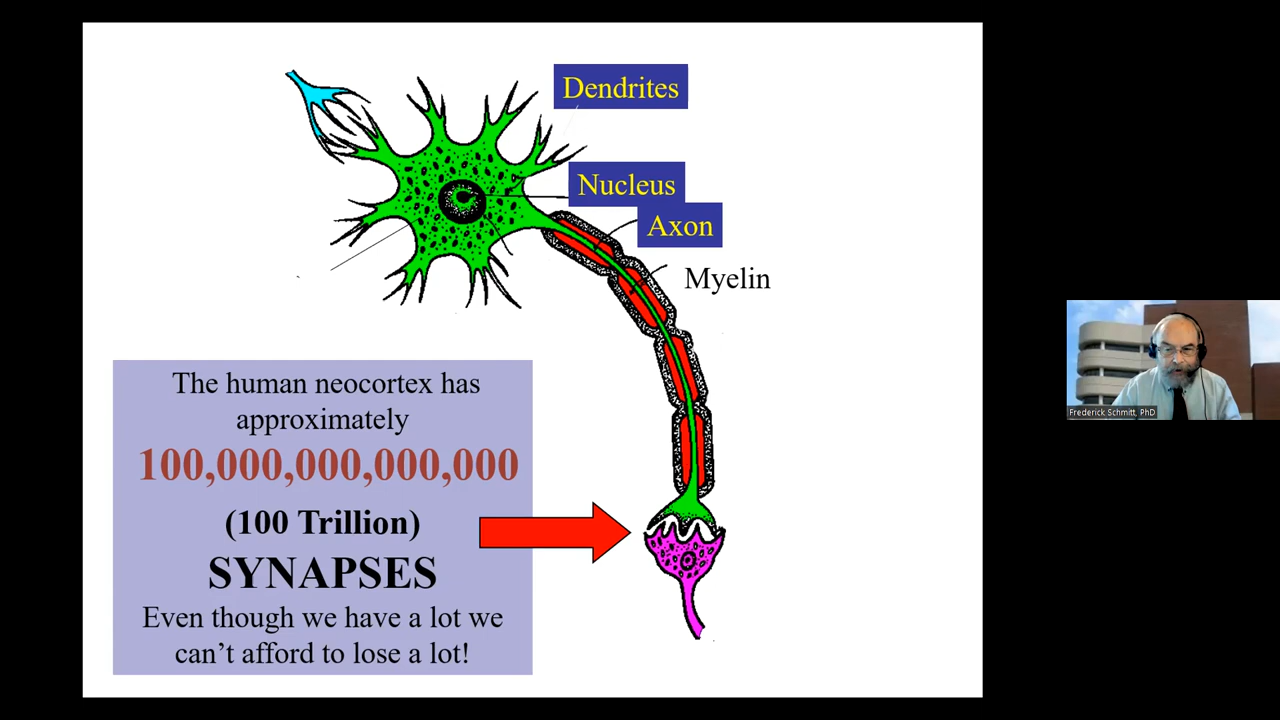 Dendrites
Nucleus
Axon
Myelin
The human neocortex has
approximately
100,000,000,000,000
(100 Trillion)
SYNAPSES
Even though we have a lot we
can't afford to lose a lot!
Frederick Schmitt, PhD